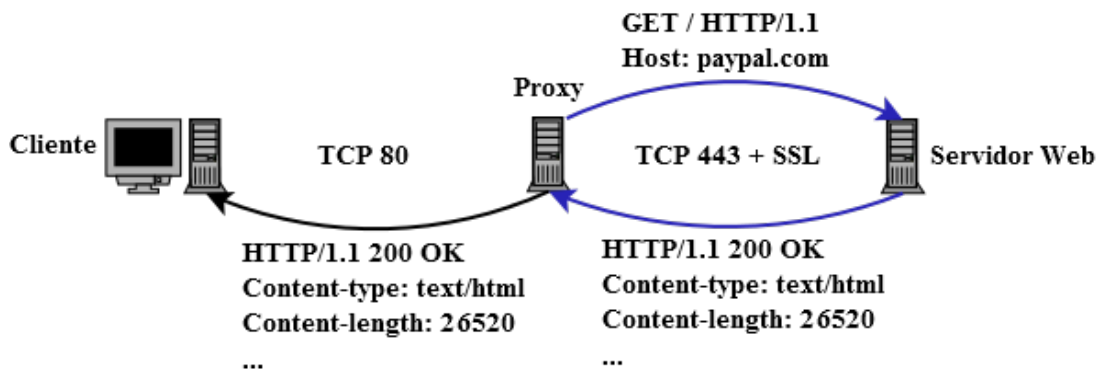 GET / HTTP/1.1
Host: paypal.com
Proxy
Cliente
TCP 80
TCP 443 + SSL
Servidor Web
HTTP/1.1 200 OK
Content-type: text/html
Content-length: 26520
...
HTTP/1.1 200 OK
Content-type: text/html
Content-length: 26520
...